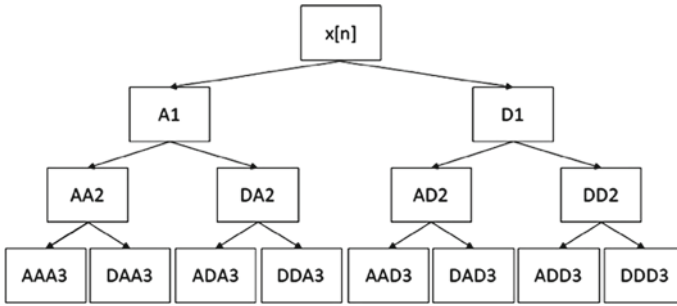 x[n]
A1 D1
AA2 DA2 AD2 DD2
AAA3 DAA3 ADA3 DDA3 AAD3 DAD3 ADD3 DDD3